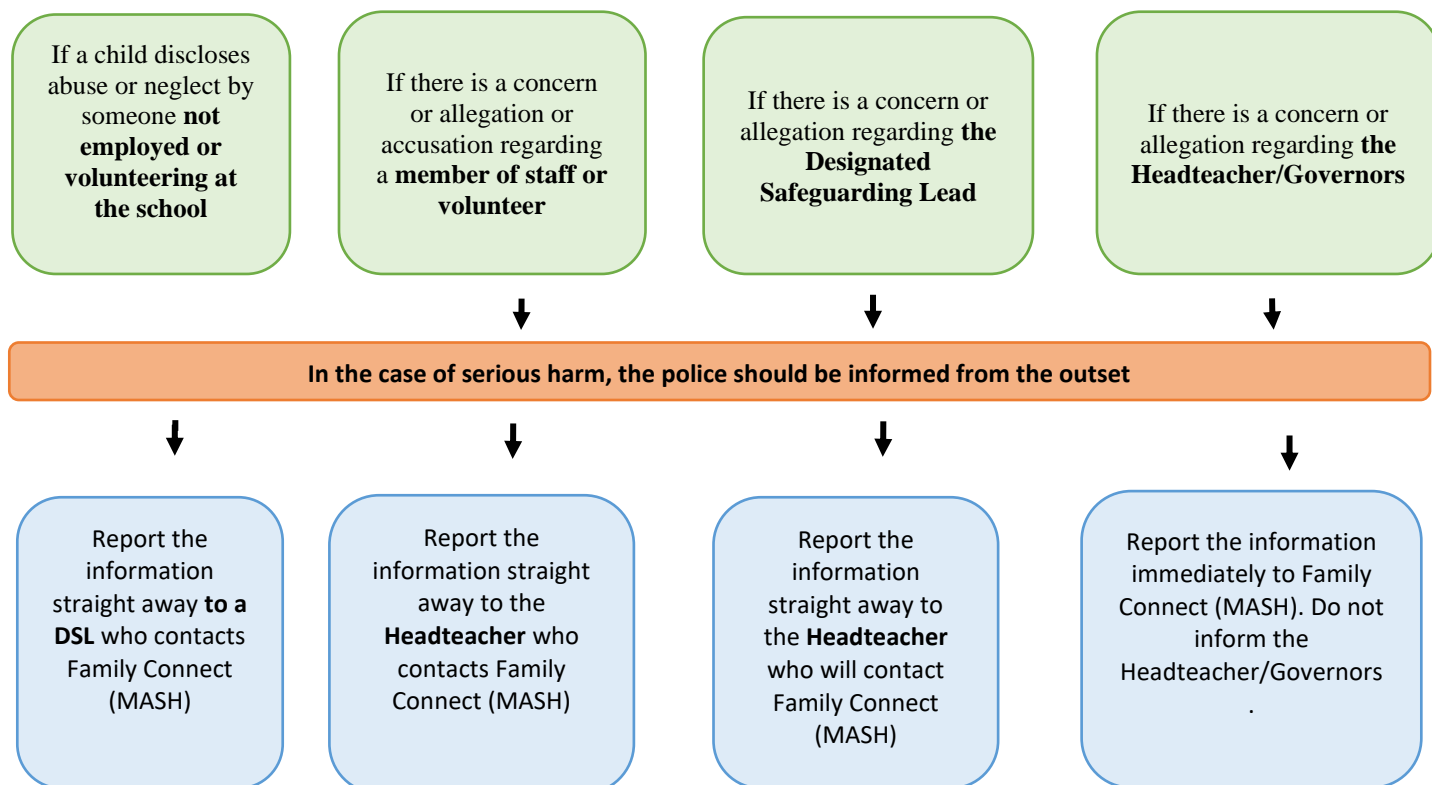 If a child discloses
abuse or neglect by
someone not
employed or
volunteering at
the school
If there is a concern
or allegation or
accusation regarding
a member of staff or
volunteer
If there is a concern or
allegation regarding the
Designated
Safeguarding Lead
If there is a concern or
allegation regarding the
Headteacher/Governors
In the case of serious harm, the police should be informed from the outset
Report the
information
straight away to a
DSL who contacts
Family Connect
(MASH)
Report the
information straight
away to the
Headteacher who
contacts Family
Connect (MASH)
Report the
information
straight away to
the Headteacher
who will contact
Family Connect
(MASH)
Report the information
immediately to Family
Connect (MASH). Do not
inform the
Headteacher/Governors
.